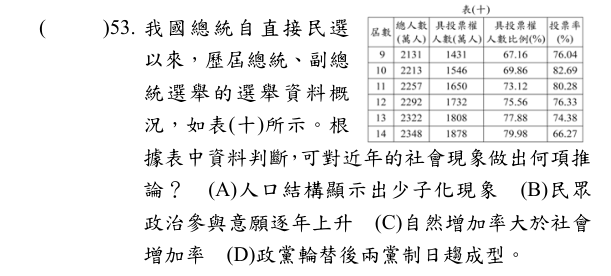 (          )53. 我國總統自直接民選
以來，歷屆總統、副總
統選舉的選舉資料概
況，如表(十)所示。根
據表中資料判斷，可對近年的社會現象做出何項推
論？　(A)人口結構顯示出少子化現象　(B)民眾
政治參與意願逐年上升　(C)自然增加率大於社會
增加率　(D)政黨輪替後兩黨制日趨成型。
表(十)
屆數 總人數(萬人) 具投票權人數(萬人) 具投票權人數比例(%) 投票率(%)
9 2131 1431 67.16 76.04
10 2213 1546 69.86 82.69
11 2257 1650 73.12 80.28
12 2292 1732 75.56 76.33
13 2322 1808 77.88 74.38
14 2348 1878 79.98 66.27